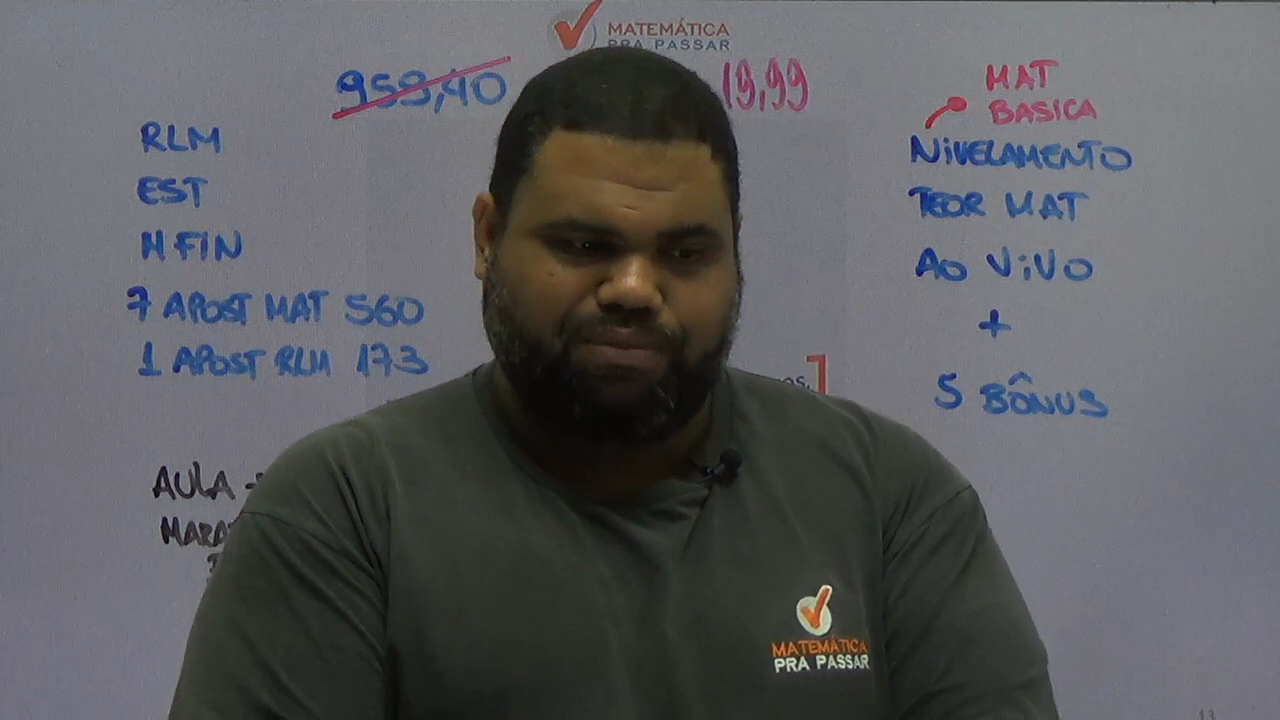 MATEMÁTICA
PRA PASSAR
959,40
19,99
RLM
EST
M FIN
7 APOST MAT 560
1 APOST RLM 173
AULA
MAT
BASICA
NIVELAMENTO
TEOR MAT
AO VIVO
+
5 BÔNUS
MATEMÁTICA
PRA PASSAR
13